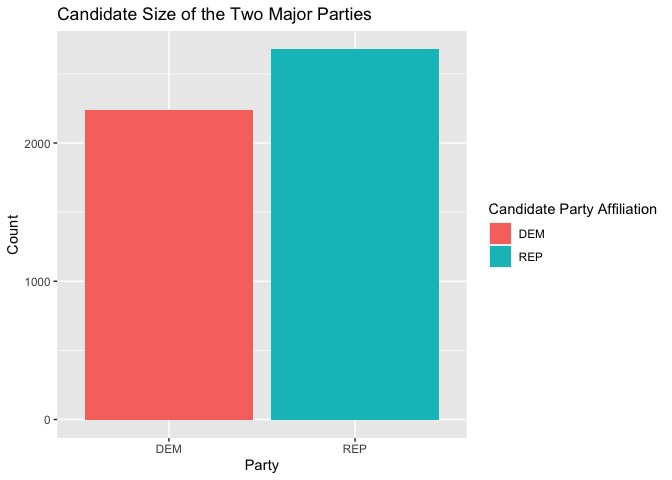 Candidate Size of the Two Major Parties
Count
2000
1000
0
DEM
REP
Party
Candidate Party Affiliation
DEM
REP